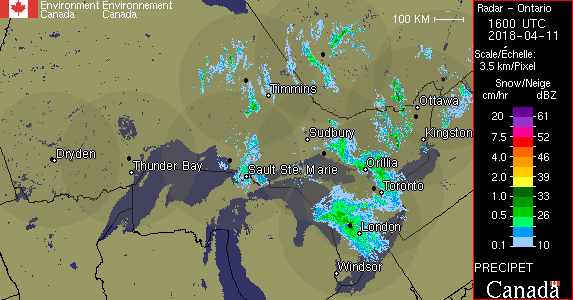 Environment Environnement
Canada Canada
100 KM
Timmins
Ottawa
Sudbury
Kingston
Dryden
Thunder Bay
Sault Ste. Marie
Orillia
Toronto
London
Windsor
Radar - Ontario
1600 UTC
2018-04-11
Scale/Échelle:
3.5 km/Pixel
Snow/Neige
cm/hr dBZ
20 61
7.5 57
5.0 52
4.0 46
2.0 39
1.0 33
0.5 26
0.1 10
PRECIPET
Canada